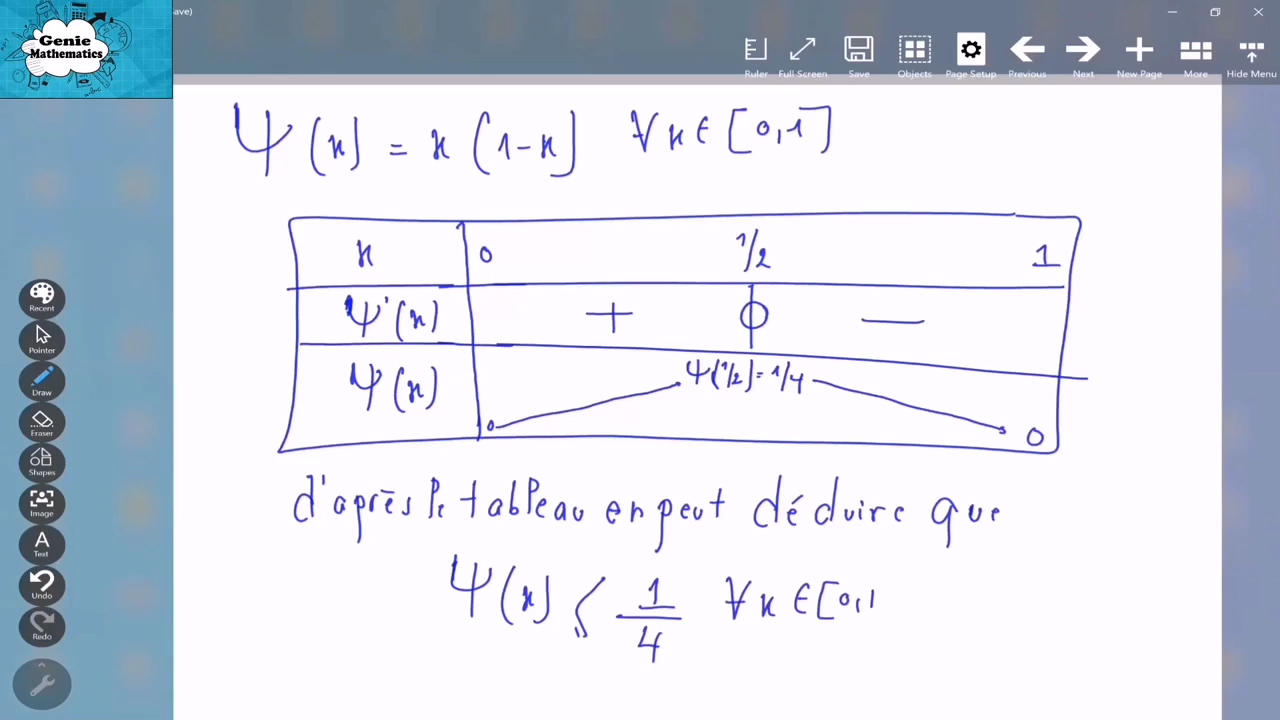 ave)
Genie
Mathematics
Ruler Full Screen Save Objects Page Setup Previous Next New Page More Hide Menu
Ψ(x) = x(1-x) ∀x∈[0,1]
x 0 1/2 1
Ψ'(x) + 0 —
Ψ(x) 0 Ψ(1/2)=1/4 0
d'après le tableau en peut déduire que
Ψ(x) ≤ 1/4 ∀x∈[0,1
Recent
Pointer
Draw
Eraser
Shapes
Image
A
Text
Undo
Redo